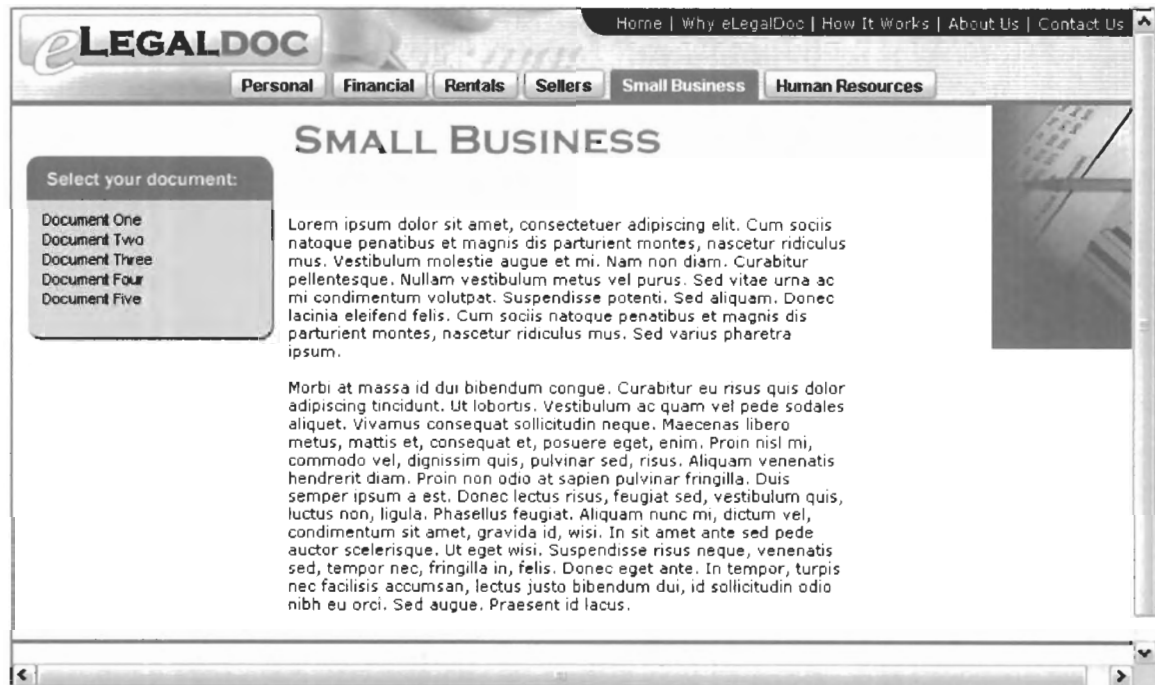 Home | Why eLegalDoc | How It Works | About Us | Contact Us
eLEGALDOC
Personal Financial Rentals Sellers Small Business Human Resources
SMALL BUSINESS
Select your document:
Document One
Document Two
Document Three
Document Four
Document Five
Lorem ipsum dolor sit amet, consectetuer adipiscing elit. Cum sociis
natoque penatibus et magnis dis parturient montes, nascetur ridiculus
mus. Vestibulum molestie augue et mi. Nam non diam. Curabitur
pellentesque. Nullam vestibulum metus vel purus. Sed vitae urna ac
mi condimentum volutpat. Suspendisse potenti. Sed aliquam. Donec
lacinia eleifend felis. Cum sociis natoque penatibus et magnis dis
parturient montes, nascetur ridiculus mus. Sed varius pharetra
ipsum.
Morbi at massa id dui bibendum congue. Curabitur eu risus quis dolor
adipiscing tincidunt. Ut lobortis. Vestibulum ac quam vel pede sodales
aliquet. Vivamus consequat sollicitudin neque. Maecenas libero
metus, mattis et, consequat et, posuere eget, enim. Proin nisl mi,
commodo vel, dignissim quis, pulvinar sed, risus. Aliquam venenatis
hendrerit diam. Proin non odio at sapien pulvinar fringilla. Duis
semper ipsum a est. Donec lectus risus, feugiat sed, vestibulum quis,
luctus non, ligula. Phasellus feugiat. Aliquam nunc mi, dictum vel,
condimentum sit amet, gravida id, wisi. In sit amet ante sed pede
auctor scelerisque. Ut eget wisi. Suspendisse risus neque, venenatis
sed, tempor nec, fringilla in, felis. Donec eget ante. In tempor, turpis
nec facilisis accumsan, lectus justo bibendum dui, id sollicitudin odio
nibh eu orci. Sed augue. Praesent id lacus.